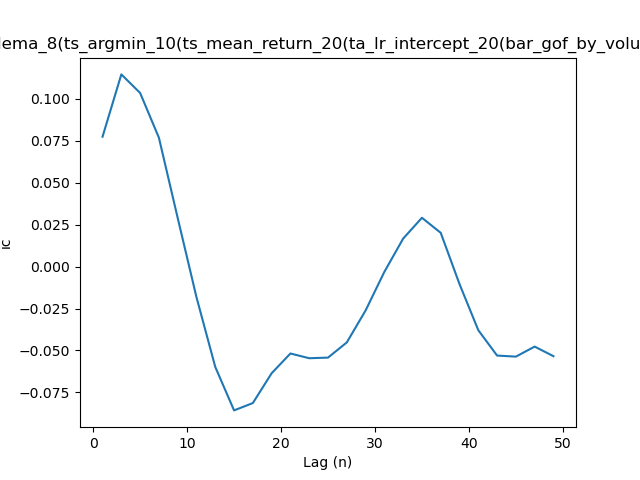 lema_8(ts_argmin_10(ts_mean_return_20(ta_lr_intercept_20(bar_gof_by_volu
0.100
0.075
0.050
0.025
0.000
−0.025
−0.050
−0.075
ic
0 10 20 30 40 50
Lag (n)